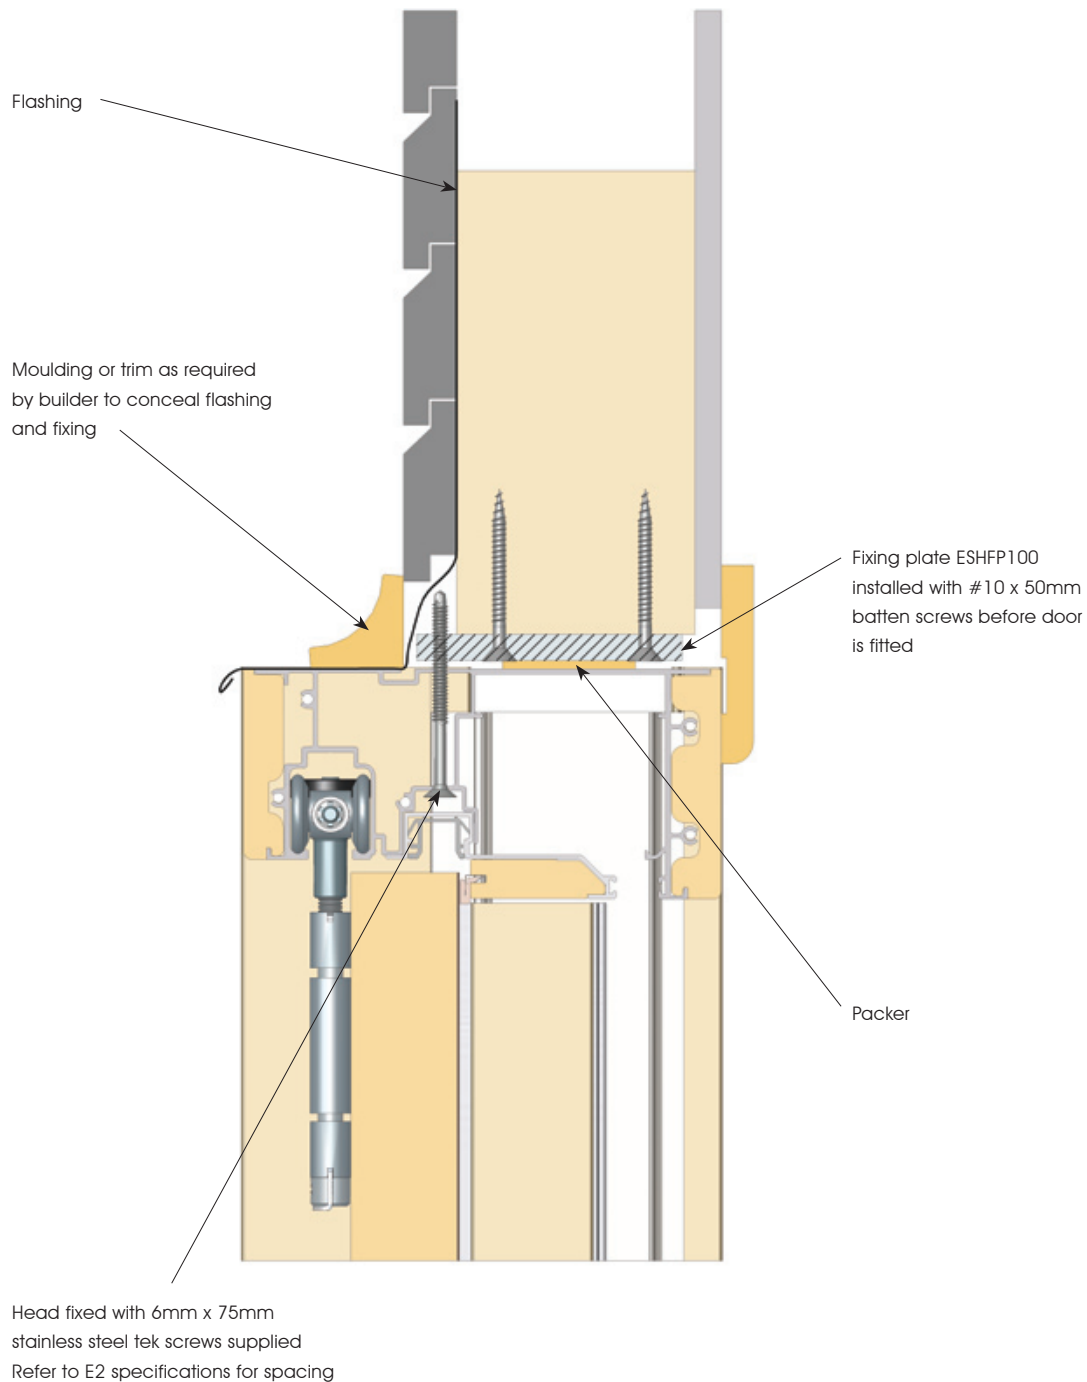 Flashing
Moulding or trim as required
by builder to conceal flashing
and fixing
Fixing plate ESHFP100
installed with #10 x 50mm
batten screws before door
is fitted
Packer
Head fixed with 6mm x 75mm
stainless steel tek screws supplied
Refer to E2 specifications for spacing